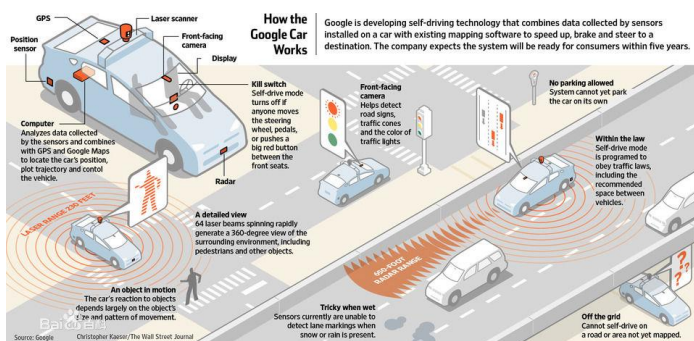 How the
Google Car
Works
Google is developing self-driving technology that combines data collected by sensors
installed on a car with existing mapping software to speed up, brake and steer to a
destination. The company expects the system will be ready for consumers within five years.
GPS
Laser scanner
Position
sensor
Front-facing
camera
Display
Kill switch
Self-drive mode
turns off if
anyone moves
the steering
wheel, pedals,
or pushes a
big red button
between the
front seats.
Computer
Analyzes data collected
by the sensors and combines
with GPS and Google Maps
to locate the car's position,
plot trajectory and contol
the vehicle.
Radar
Front-facing
camera
Helps detect
road signs,
traffic cones
and the color of
traffic lights
No parking allowed
System cannot yet park
the car on its own
Within the law
Self-drive mode
is programed to
obey traffic laws,
including the
recommended
space between
vehicles.
LASER RANGE 230 FEET
A detailed view
64 laser beams spinning rapidly
generate a 360-degree view of the
surrounding environment, including
pedestrians and other objects.
650-FOOT
RADAR RANGE
An object in motion
The car's reaction to objects
depends largely on the object's
size and pattern of movement.
Tricky when wet
Sensors currently are unable to
detect lane markings when
snow or rain is present.
? ? ?
Off the grid
Cannot self-drive on
a road or area not yet mapped.
Source: Google
Christopher Kaeser/The Wall Street Journal